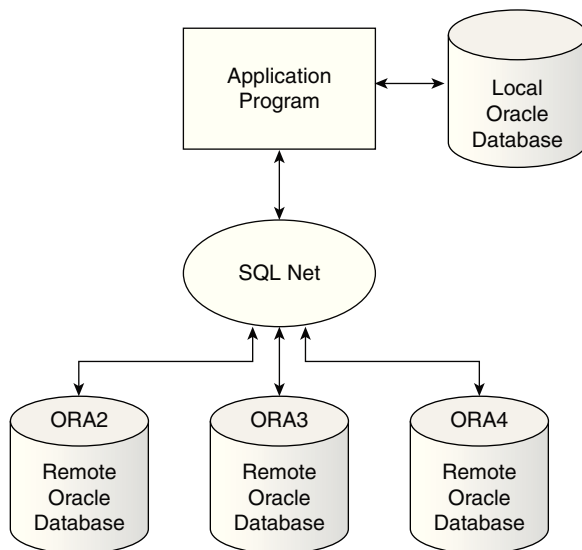 Application
Program
Local
Oracle
Database
SQL Net
ORA2
Remote
Oracle
Database
ORA3
Remote
Oracle
Database
ORA4
Remote
Oracle
Database